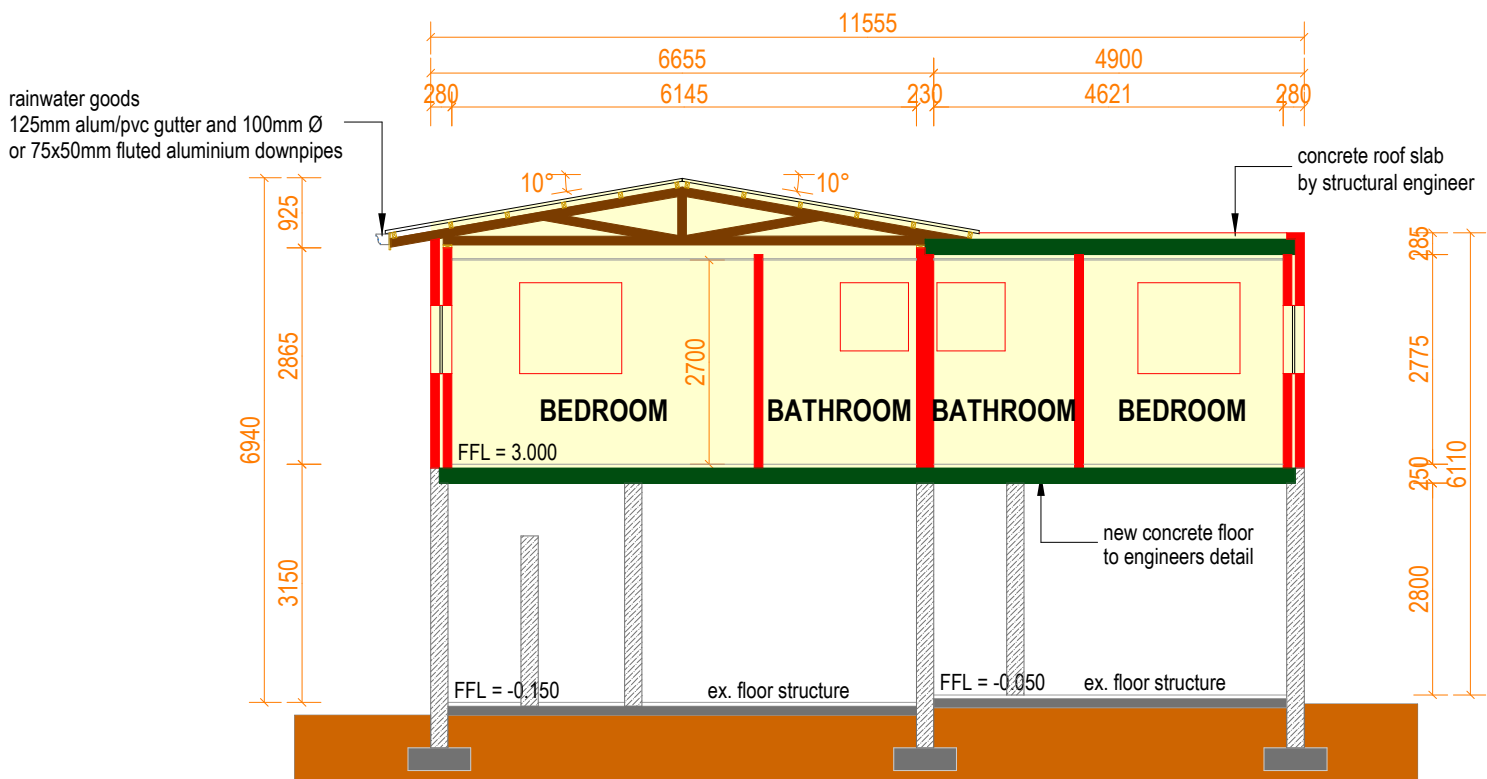 11555
6655 4900
280 6145 230 4621 280
rainwater goods
125mm alum/pvc gutter and 100mm Ø
or 75x50mm fluted aluminium downpipes
concrete roof slab
by structural engineer
10° 10°
925
285
2865
2700
2775
6940
BEDROOM BATHROOM BATHROOM BEDROOM
FFL = 3.000
250
6110
new concrete floor
to engineers detail
3150
2800
FFL = -0.150 ex. floor structure
FFL = -0.050 ex. floor structure